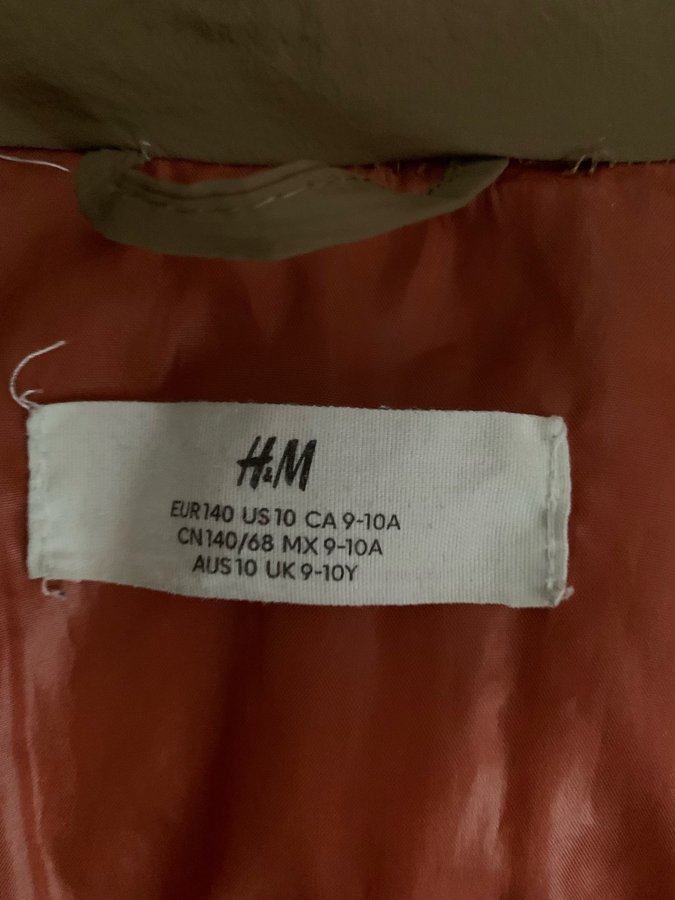 H&M
EUR 140 US 10 CA 9-10A
CN 140/68 MX 9-10A
AUS 10 UK 9-10Y